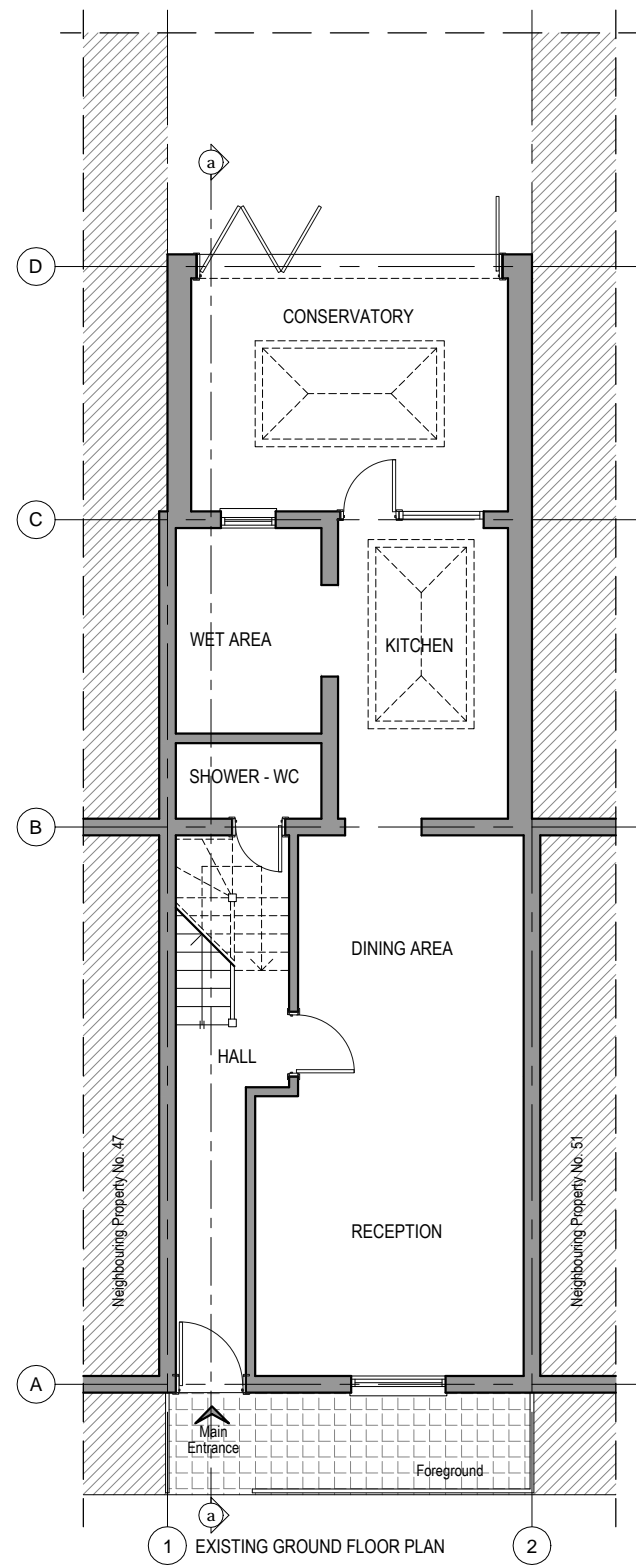 a
D
CONSERVATORY
C
WET AREA
KITCHEN
SHOWER - WC
B
DINING AREA
HALL
Neighbouring Property No. 47
Neighbouring Property No. 51
RECEPTION
A
Main
Entrance
Foreground
a
1
EXISTING GROUND FLOOR PLAN
2